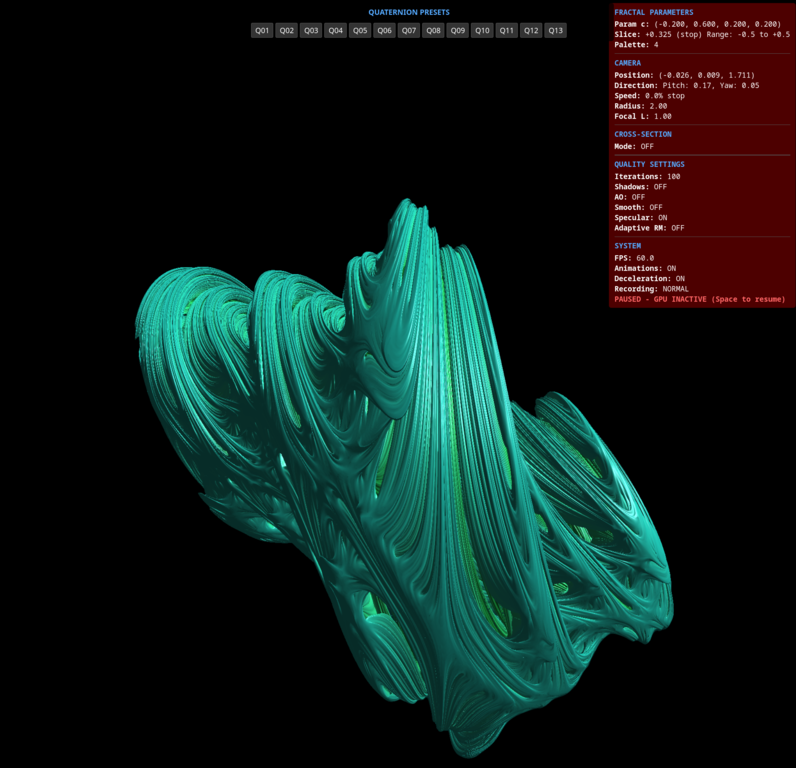 QUATERNION PRESETS
Q01 Q02 Q03 Q04 Q05 Q06 Q07 Q08 Q09 Q10 Q11 Q12 Q13
FRACTAL PARAMETERS
Param c: (-0.200, 0.600, 0.200, 0.200)
Slice: +0.325 (stop) Range: -0.5 to +0.5
Palette: 4
CAMERA
Position: (-0.026, 0.009, 1.711)
Direction: Pitch: 0.17, Yaw: 0.05
Speed: 0.0% stop
Radius: 2.00
Focal L: 1.00
CROSS-SECTION
Mode: OFF
QUALITY SETTINGS
Iterations: 100
Shadows: OFF
AO: OFF
Smooth: OFF
Specular: ON
Adaptive RM: OFF
SYSTEM
FPS: 60.0
Animations: ON
Deceleration: ON
Recording: NORMAL
PAUSED - GPU INACTIVE (Space to resume)